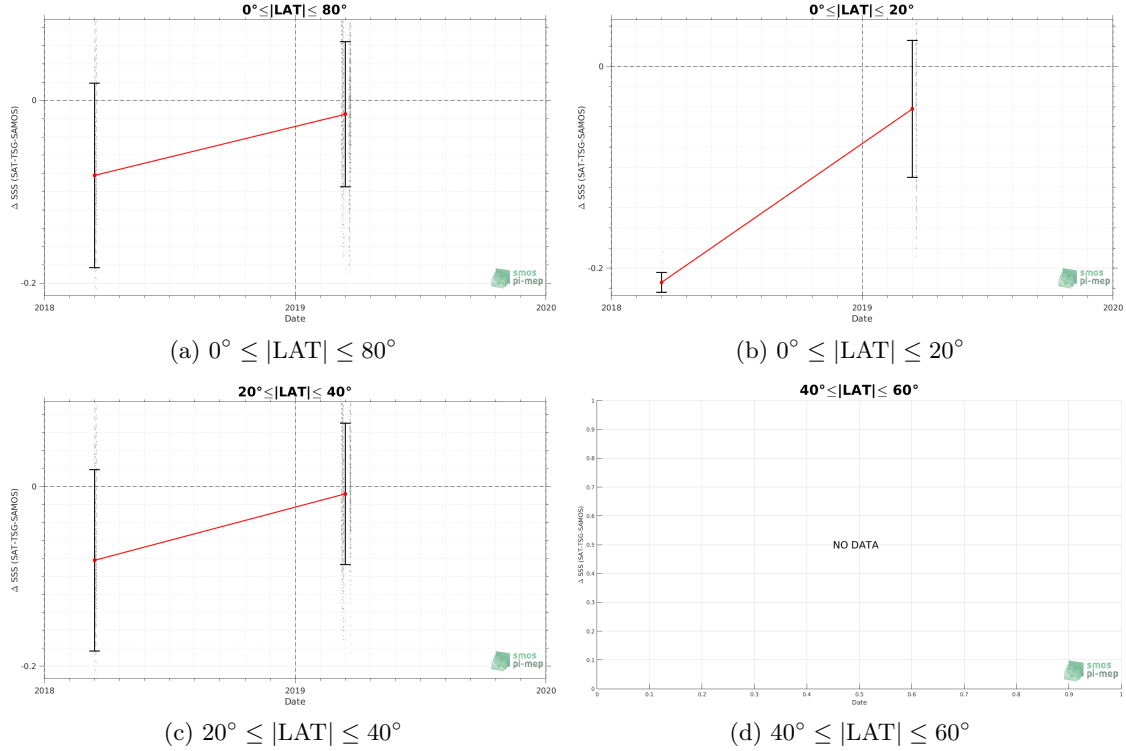 0°≤|LAT|≤ 80°
Δ SSS (SAT-TSG-SAMOS)
0
-0.2
2018
2019
2020
Date
smos
pi-mep
(a) 0° ≤ |LAT| ≤ 80°
0°≤|LAT|≤ 20°
Δ SSS (SAT-TSG-SAMOS)
0
-0.2
2018
2019
2020
Date
smos
pi-mep
(b) 0° ≤ |LAT| ≤ 20°
20°≤|LAT|≤ 40°
Δ SSS (SAT-TSG-SAMOS)
0
-0.2
2018
2019
2020
Date
smos
pi-mep
(c) 20° ≤ |LAT| ≤ 40°
40°≤|LAT|≤ 60°
Δ SSS (SAT-TSG-SAMOS)
1
0.9
0.8
0.7
0.6
0.5
0.4
0.3
0.2
0.1
0
NO DATA
0
0.1
0.2
0.3
0.4
0.5
0.6
0.7
0.8
0.9
1
Date
smos
pi-mep
(d) 40° ≤ |LAT| ≤ 60°